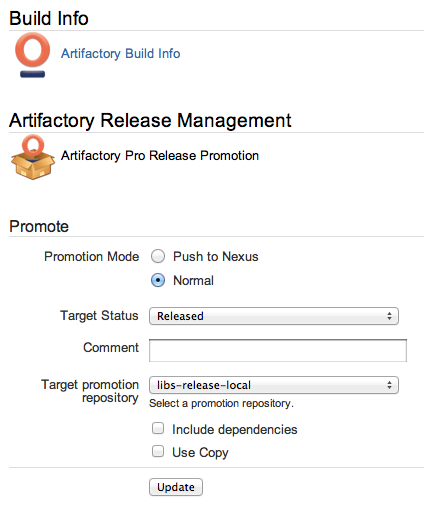 Build Info
Artifactory Build Info
Artifactory Release Management
Artifactory Pro Release Promotion
Promote
Promotion Mode
Push to Nexus
Normal
Target Status
Released
Comment
Target promotion
repository
libs-release-local
Select a promotion repository.
Include dependencies
Use Copy
Update